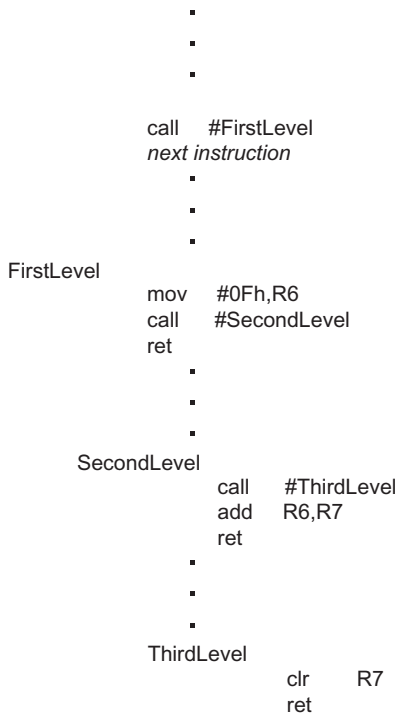 call #FirstLevel
next instruction
FirstLevel
mov #0Fh,R6
call #SecondLevel
ret
SecondLevel
call #ThirdLevel
add R6,R7
ret
ThirdLevel
clr R7
ret